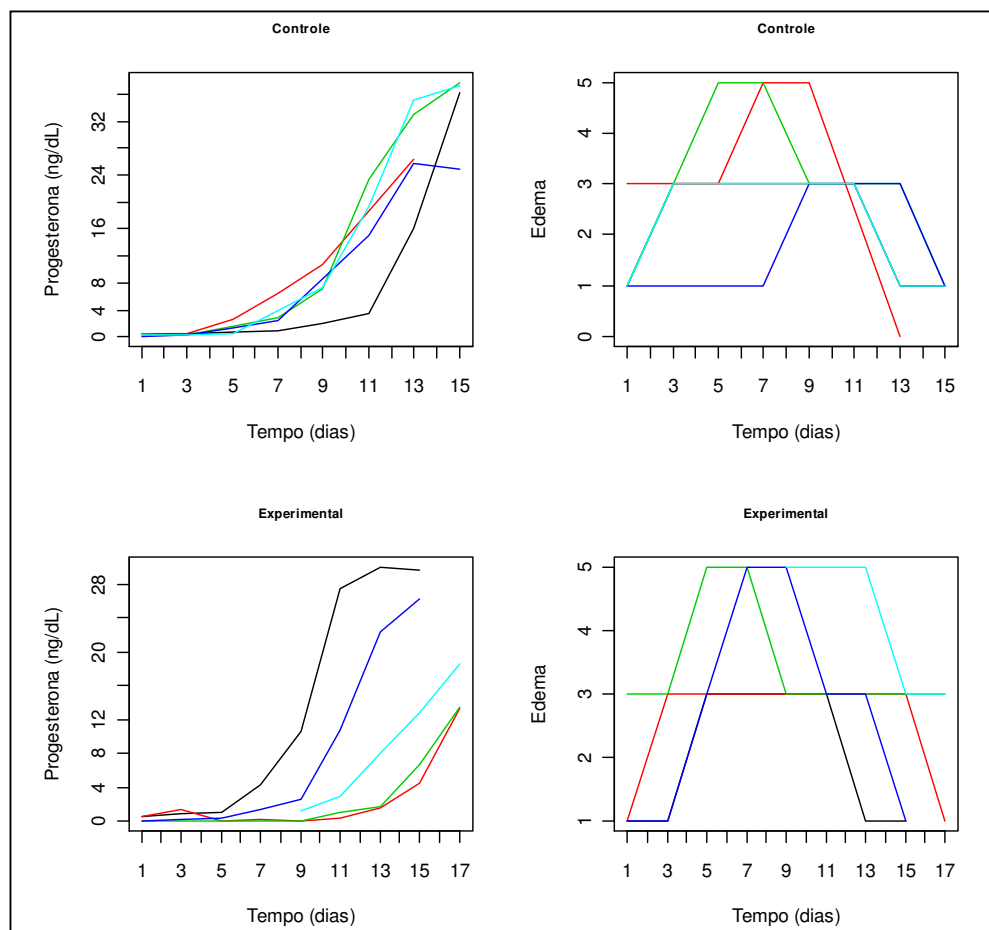 Controle
Progesterona (ng/dL)
32
24
16
8
4
0
1 3 5 7 9 11 13 15
Tempo (dias)
Controle
Edema
5
4
3
2
1
0
1 3 5 7 9 11 13 15
Tempo (dias)
Experimental
Progesterona (ng/dL)
28
20
12
8
4
0
1 3 5 7 9 11 13 15 17
Tempo (dias)
Experimental
Edema
5
4
3
2
1
1 3 5 7 9 11 13 15 17
Tempo (dias)